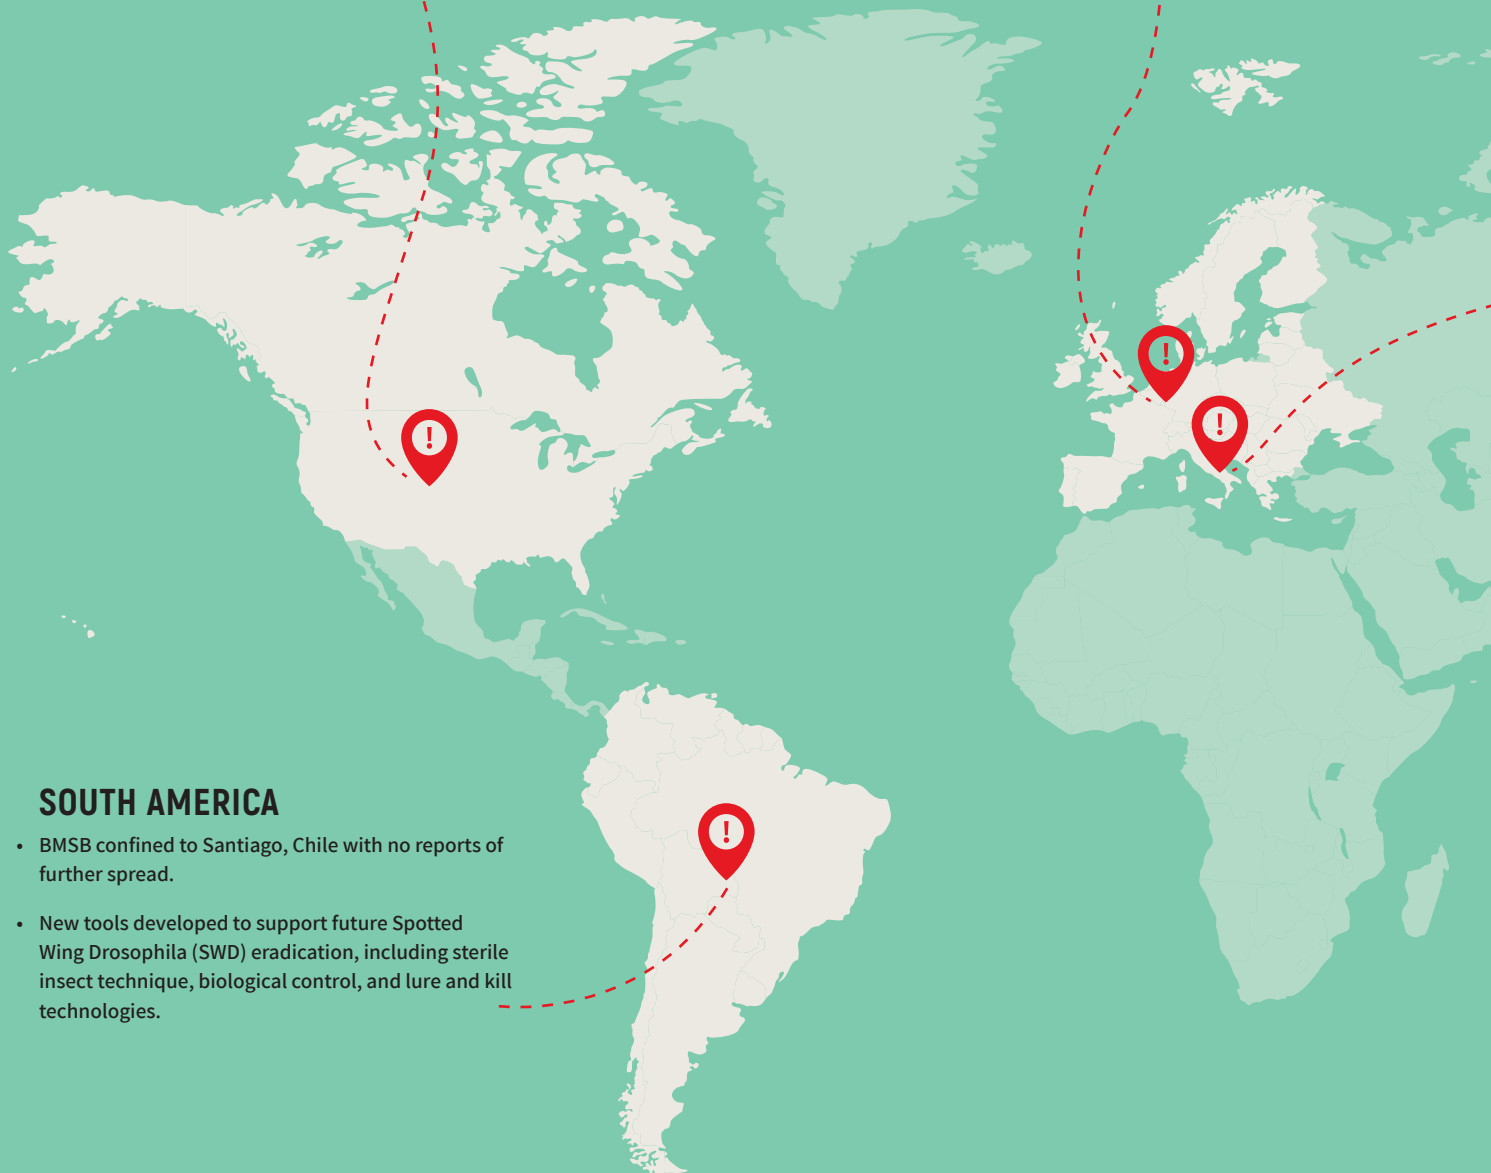 SOUTH AMERICA
• BMSB confined to Santiago, Chile with no reports of
further spread.
• New tools developed to support future Spotted
Wing Drosophila (SWD) eradication, including sterile
insect technique, biological control, and lure and kill
technologies.
!
!
!
!